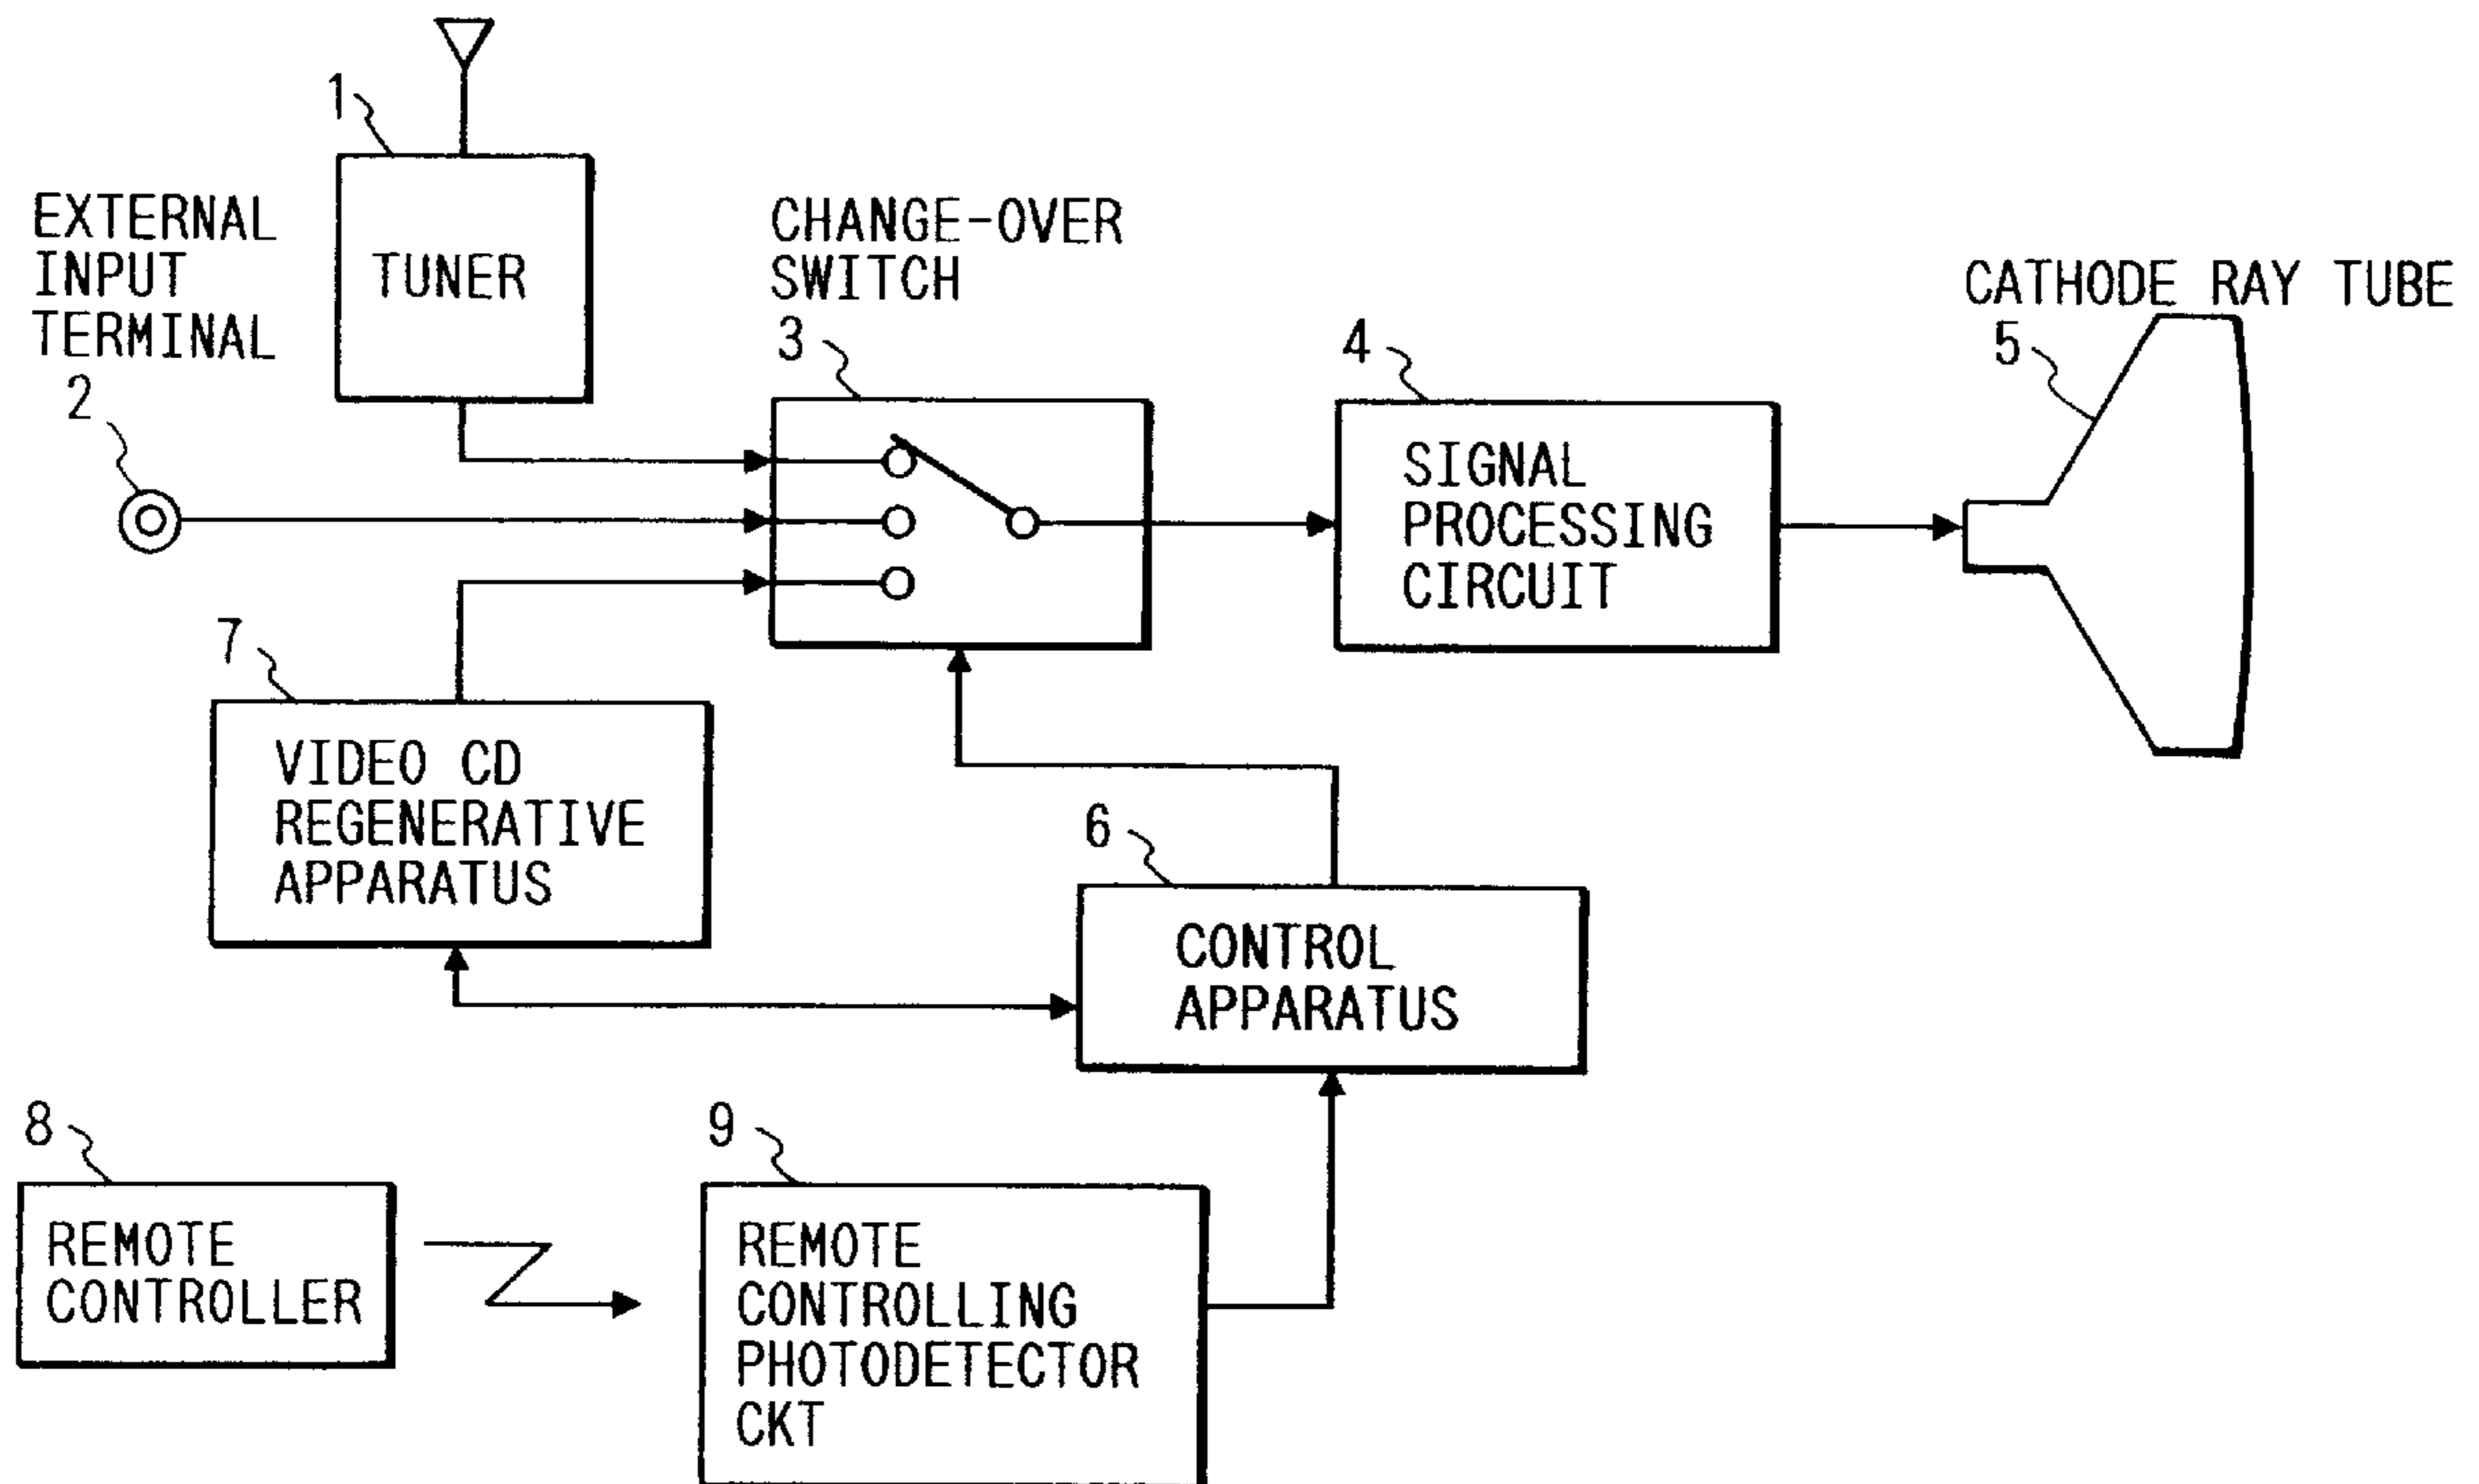 1
TUNER
EXTERNAL
INPUT
TERMINAL
2
CHANGE-OVER
SWITCH
3
4
SIGNAL
PROCESSING
CIRCUIT
CATHODE RAY TUBE
5
7
VIDEO CD
REGENERATIVE
APPARATUS
6
CONTROL
APPARATUS
8
REMOTE
CONTROLLER
9
REMOTE
CONTROLLING
PHOTODETECTOR
CKT